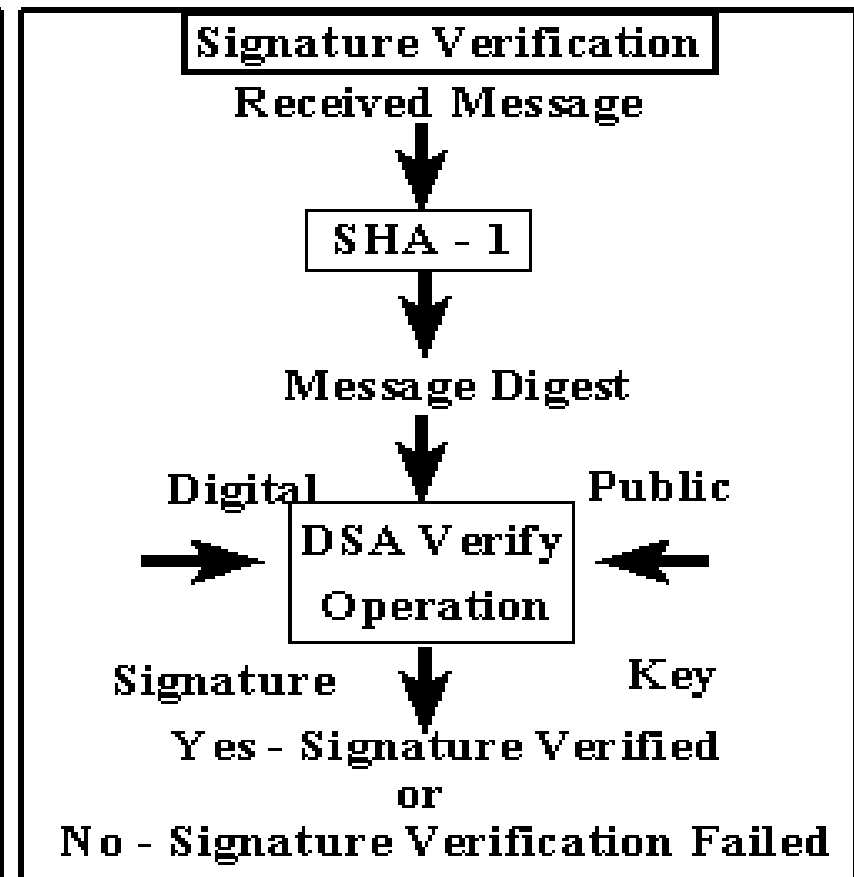 Signature Verification
Received Message
SHA - 1
Message Digest
Digital
Public
DSA Verify
Operation
Signature
Key
Yes - Signature Verified
or
No - Signature Verification Failed